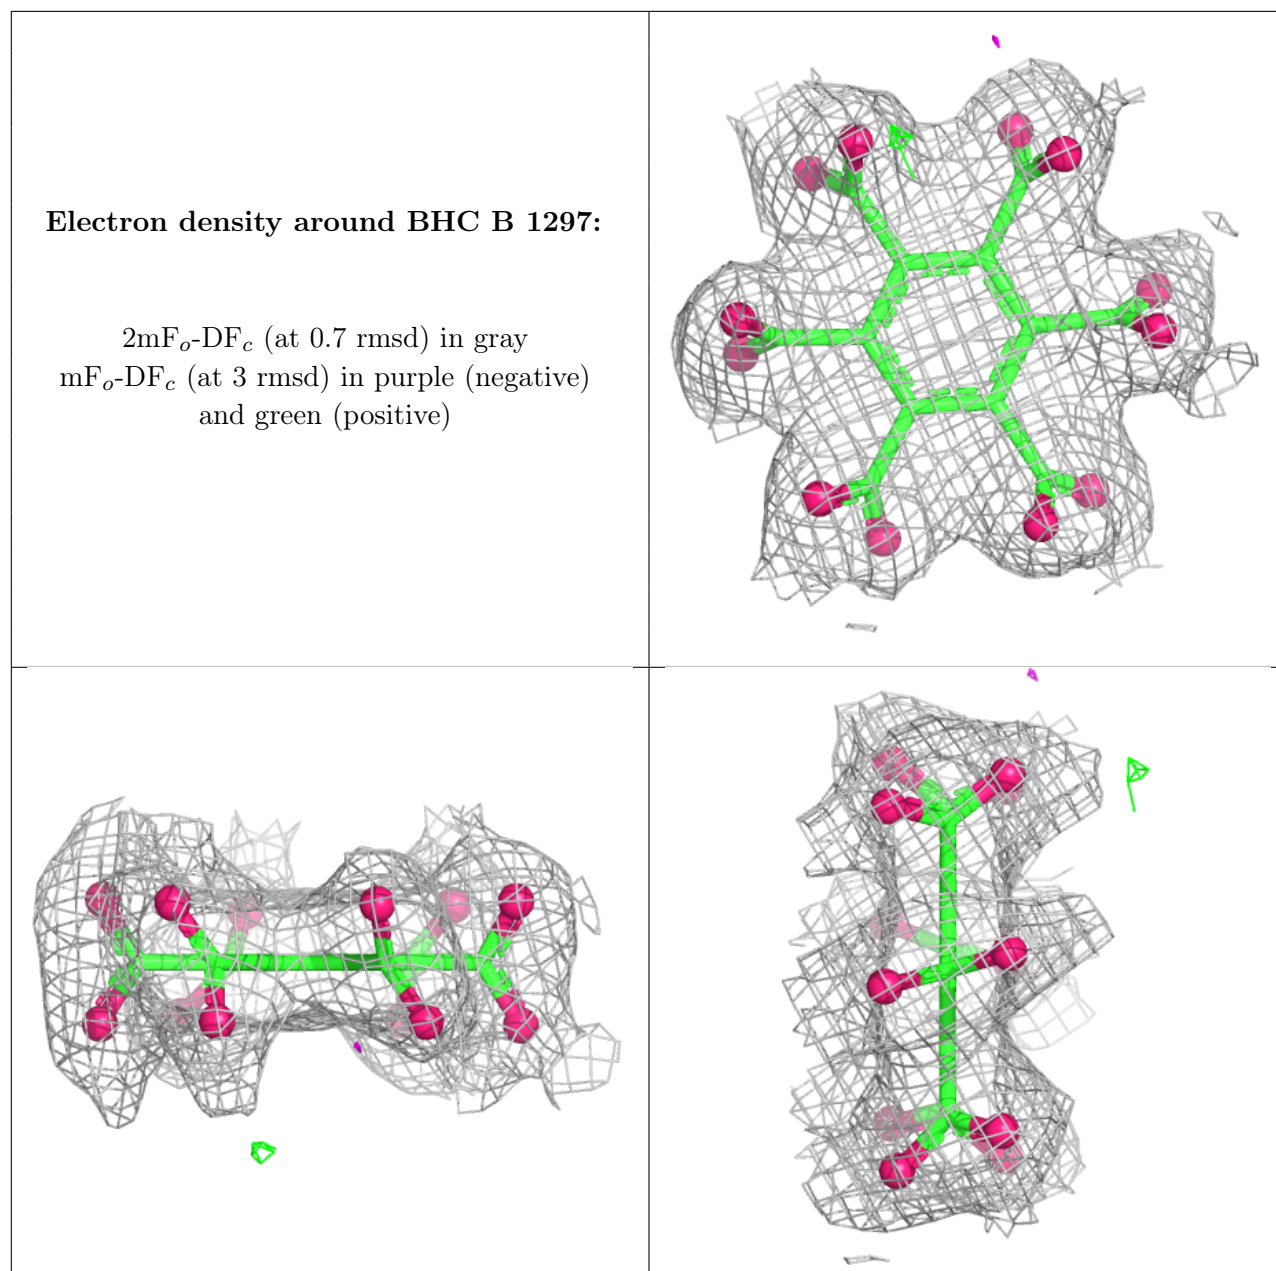 Electron density around BHC B 1297:
2mFo-DFc (at 0.7 rmsd) in gray
mFo-DFc (at 3 rmsd) in purple (negative)
and green (positive)